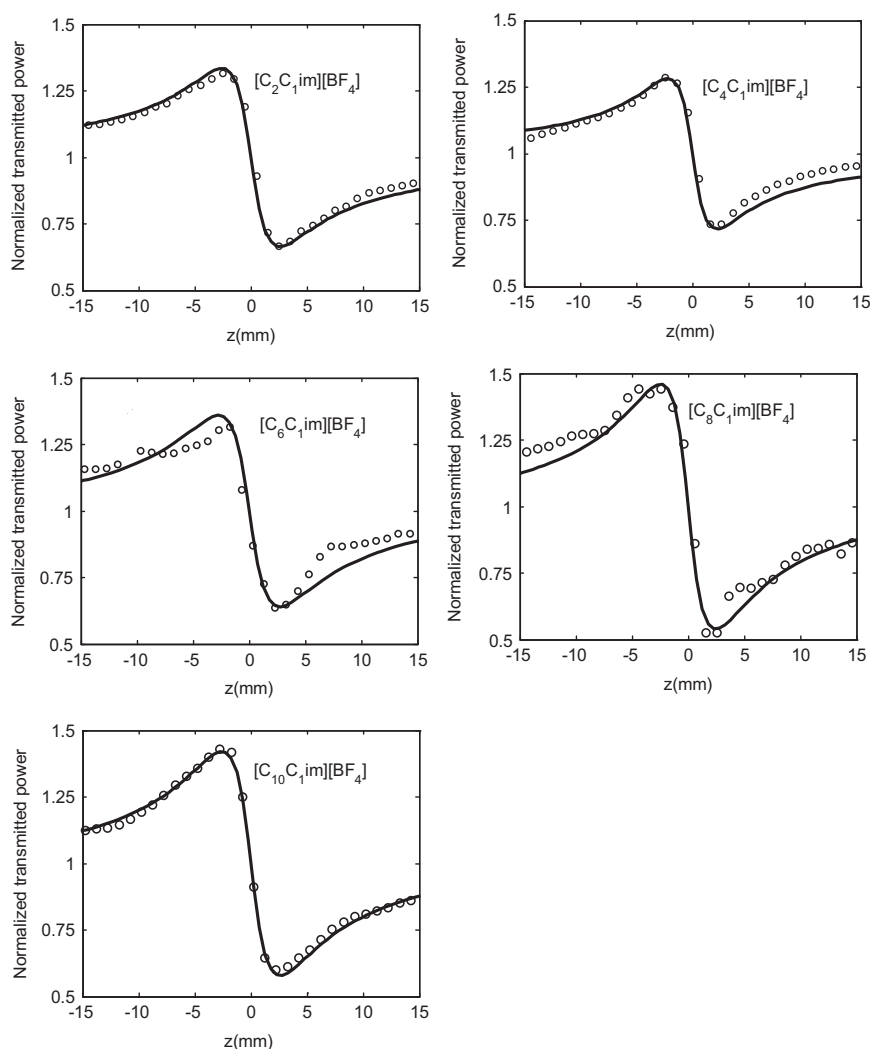 1.5
1.25
1
0.75
0.5
-15 -10 -5 0 5 10 15
z(mm)
Normalized transmitted power
[C₂C₁im][BF₄]
1.5
1.25
1
0.75
0.5
-15 -10 -5 0 5 10 15
z(mm)
Normalized transmitted power
[C₄C₁im][BF₄]
1.5
1.25
1
0.75
0.5
-15 -10 -5 0 5 10 15
z(mm)
Normalized transmitted power
[C₆C₁im][BF₄]
1.5
1.25
1
0.75
0.5
-15 -10 -5 0 5 10 15
z(mm)
Normalized transmitted power
[C₈C₁im][BF₄]
1.5
1.25
1
0.75
0.5
-15 -10 -5 0 5 10 15
z(mm)
Normalized transmitted power
[C₁₀C₁im][BF₄]